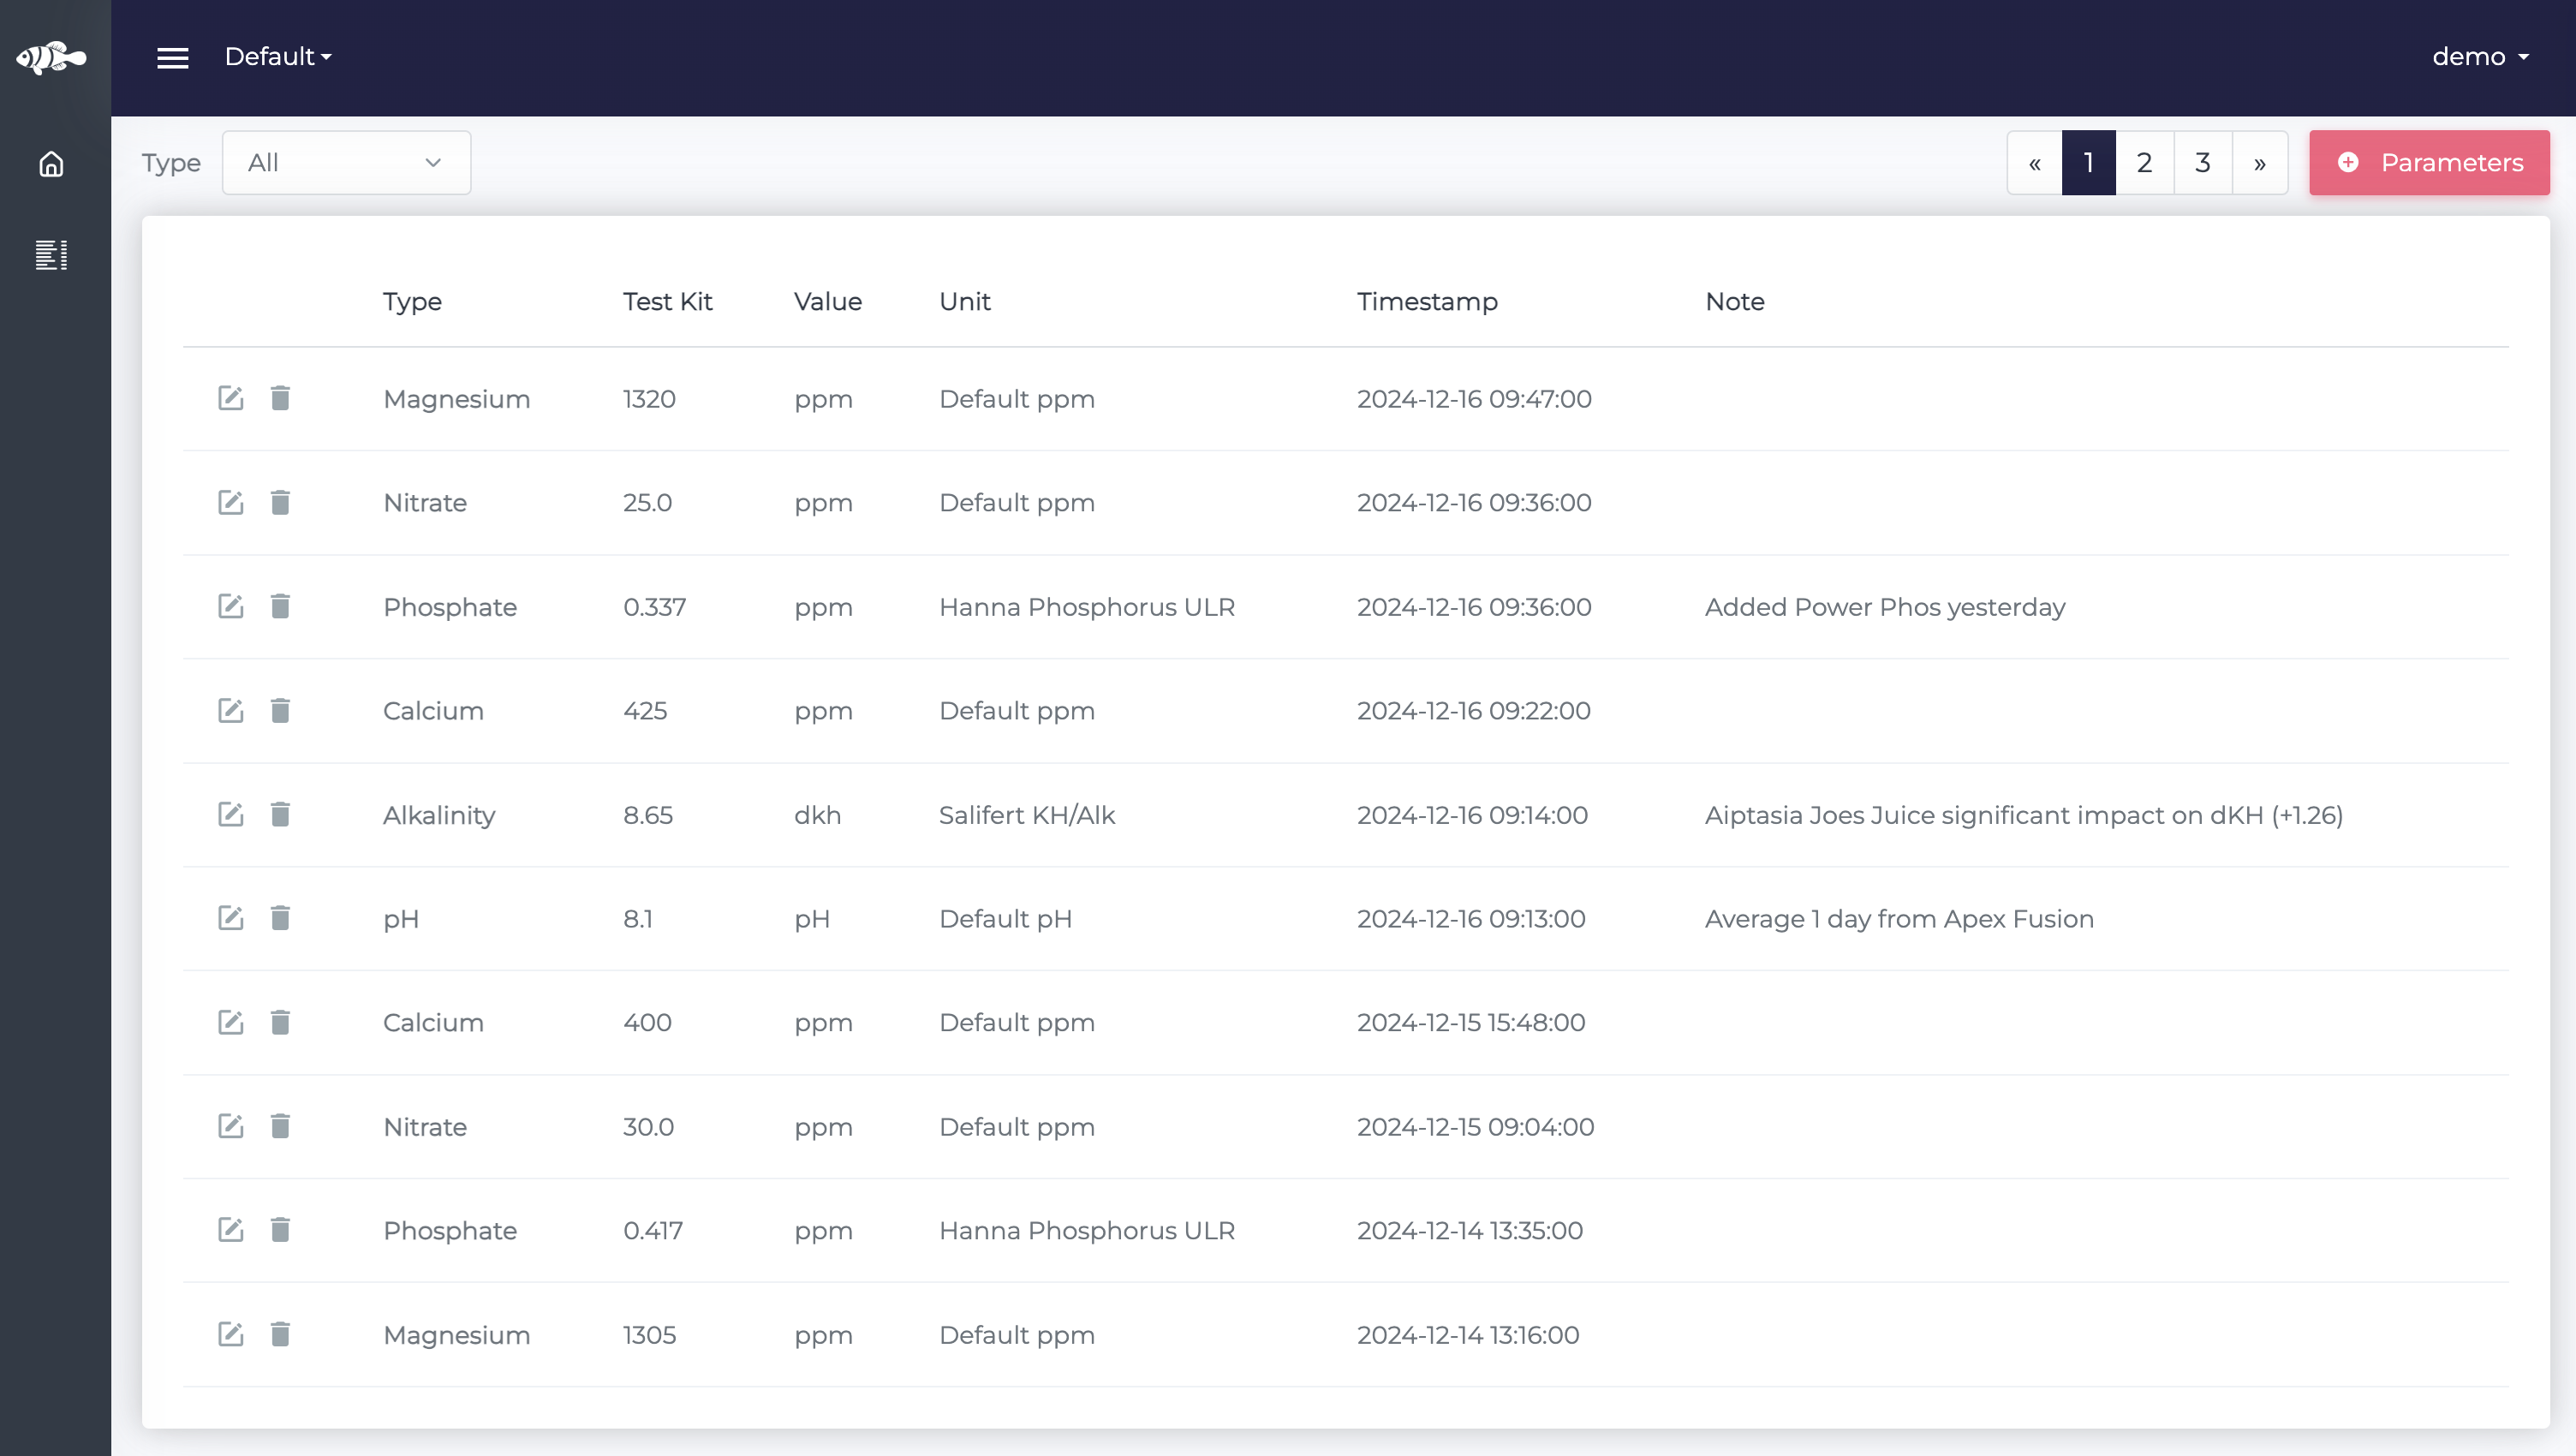 Default demo
Type All « 1 2 3 » Parameters
Type Test Kit Value Unit Timestamp Note
Magnesium 1320 ppm Default ppm 2024-12-16 09:47:00
Nitrate 25.0 ppm Default ppm 2024-12-16 09:36:00
Phosphate 0.337 ppm Hanna Phosphorus ULR 2024-12-16 09:36:00 Added Power Phos yesterday
Calcium 425 ppm Default ppm 2024-12-16 09:22:00
Alkalinity 8.65 dkh Salifert KH/Alk 2024-12-16 09:14:00 Aiptasia Joes Juice significant impact on dKH (+1.26)
pH 8.1 pH Default pH 2024-12-16 09:13:00 Average 1 day from Apex Fusion
Calcium 400 ppm Default ppm 2024-12-15 15:48:00
Nitrate 30.0 ppm Default ppm 2024-12-15 09:04:00
Phosphate 0.417 ppm Hanna Phosphorus ULR 2024-12-14 13:35:00
Magnesium 1305 ppm Default ppm 2024-12-14 13:16:00